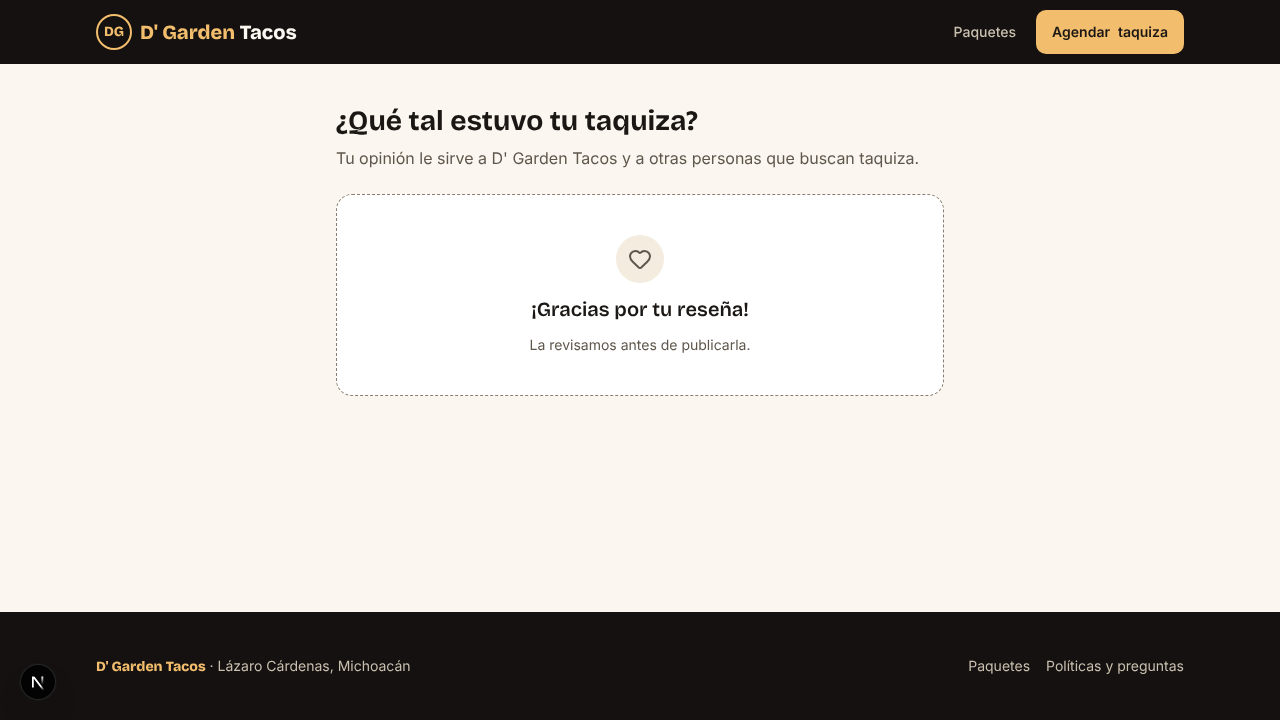 DG D' Garden Tacos
Paquetes
Agendar taquiza
¿Qué tal estuvo tu taquiza?
Tu opinión le sirve a D' Garden Tacos y a otras personas que buscan taquiza.
¡Gracias por tu reseña!
La revisamos antes de publicarla.
D' Garden Tacos · Lázaro Cárdenas, Michoacán
Paquetes
Políticas y preguntas
N